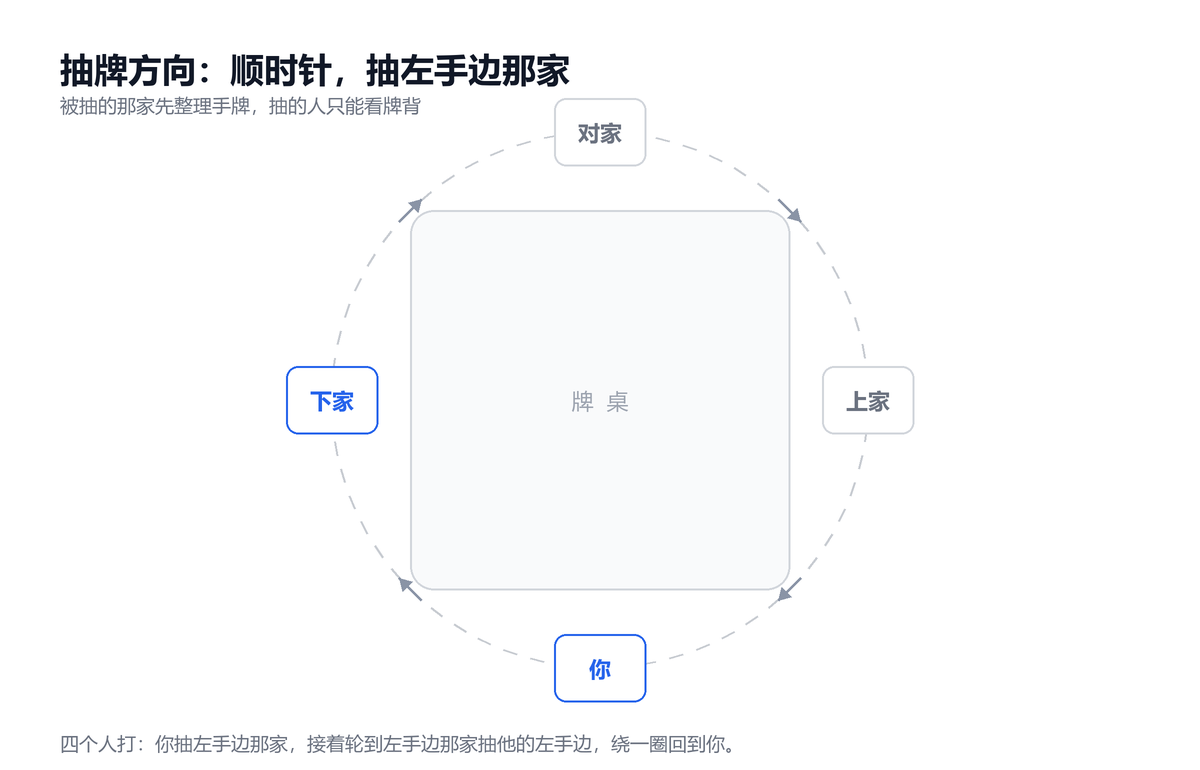 抽牌方向：顺时针，抽左手边那家
被抽的那家先整理手牌，抽的人只能看牌背
对家
下家
牌 桌
上家
你
四个人打：你抽左手边那家，接着轮到左手边那家抽他的左手边，绕一圈回到你。